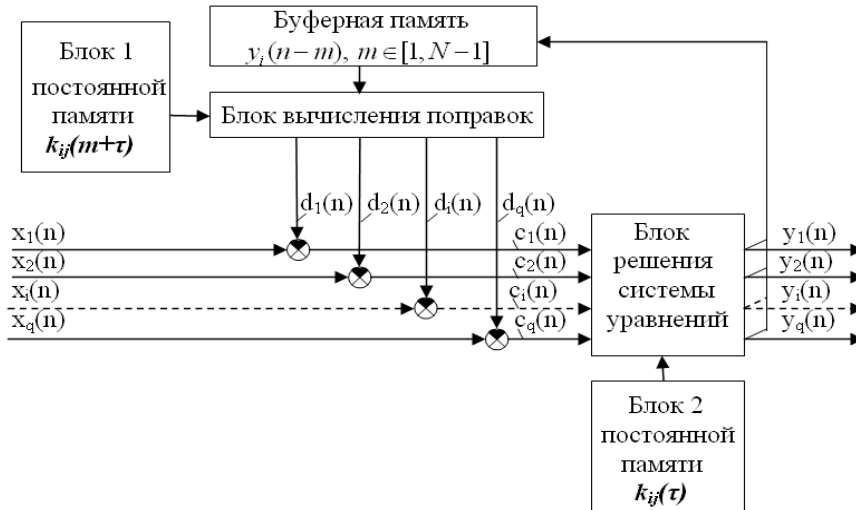 Буферная память
y_i(n−m), m∈[1, N−1]
Блок 1
постоянной
памяти
k_ij(m+τ)
Блок вычисления поправок
d_1(n) d_2(n) d_i(n) d_q(n)
x_1(n)
x_2(n)
x_i(n)
x_q(n)
c_1(n)
c_2(n)
c_i(n)
c_q(n)
Блок
решения
системы
уравнений
y_1(n)
y_2(n)
y_i(n)
y_q(n)
Блок 2
постоянной
памяти
k_ij(τ)